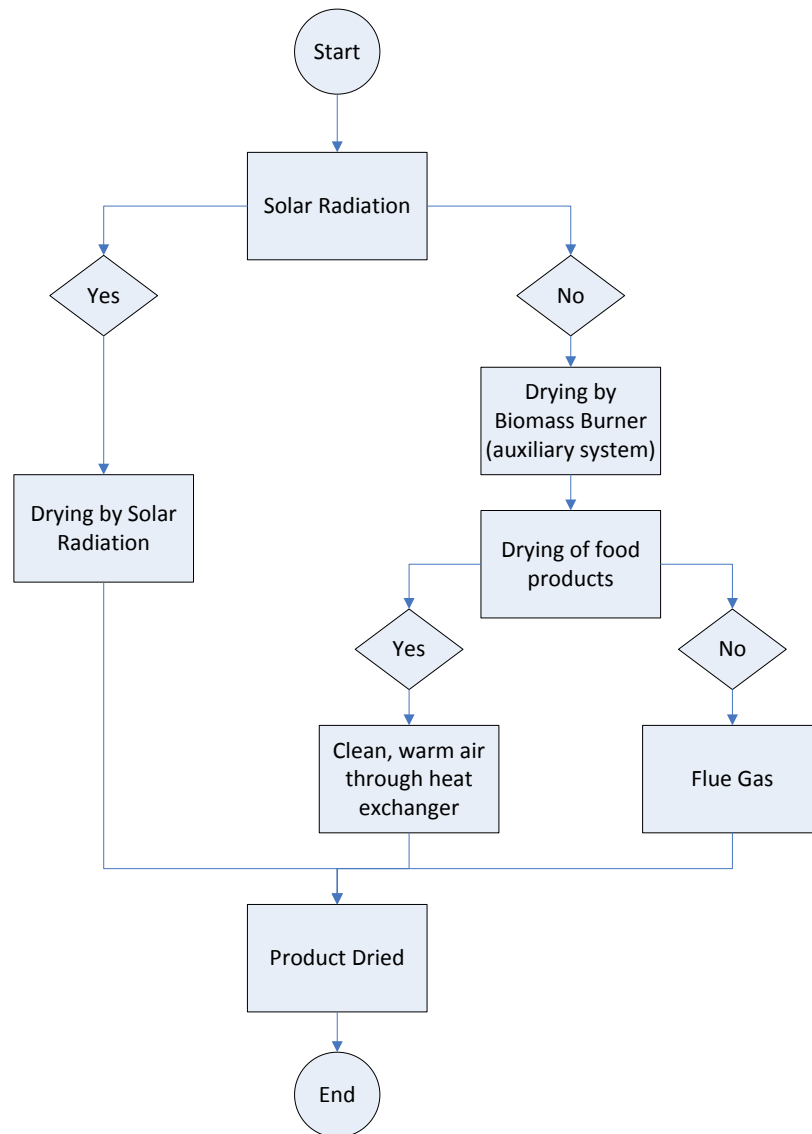 Start
Solar Radiation
Yes
No
Drying by
Biomass Burner
(auxiliary system)
Drying by Solar
Radiation
Drying of food
products
Yes
No
Clean, warm air
through heat
exchanger
Flue Gas
Product Dried
End